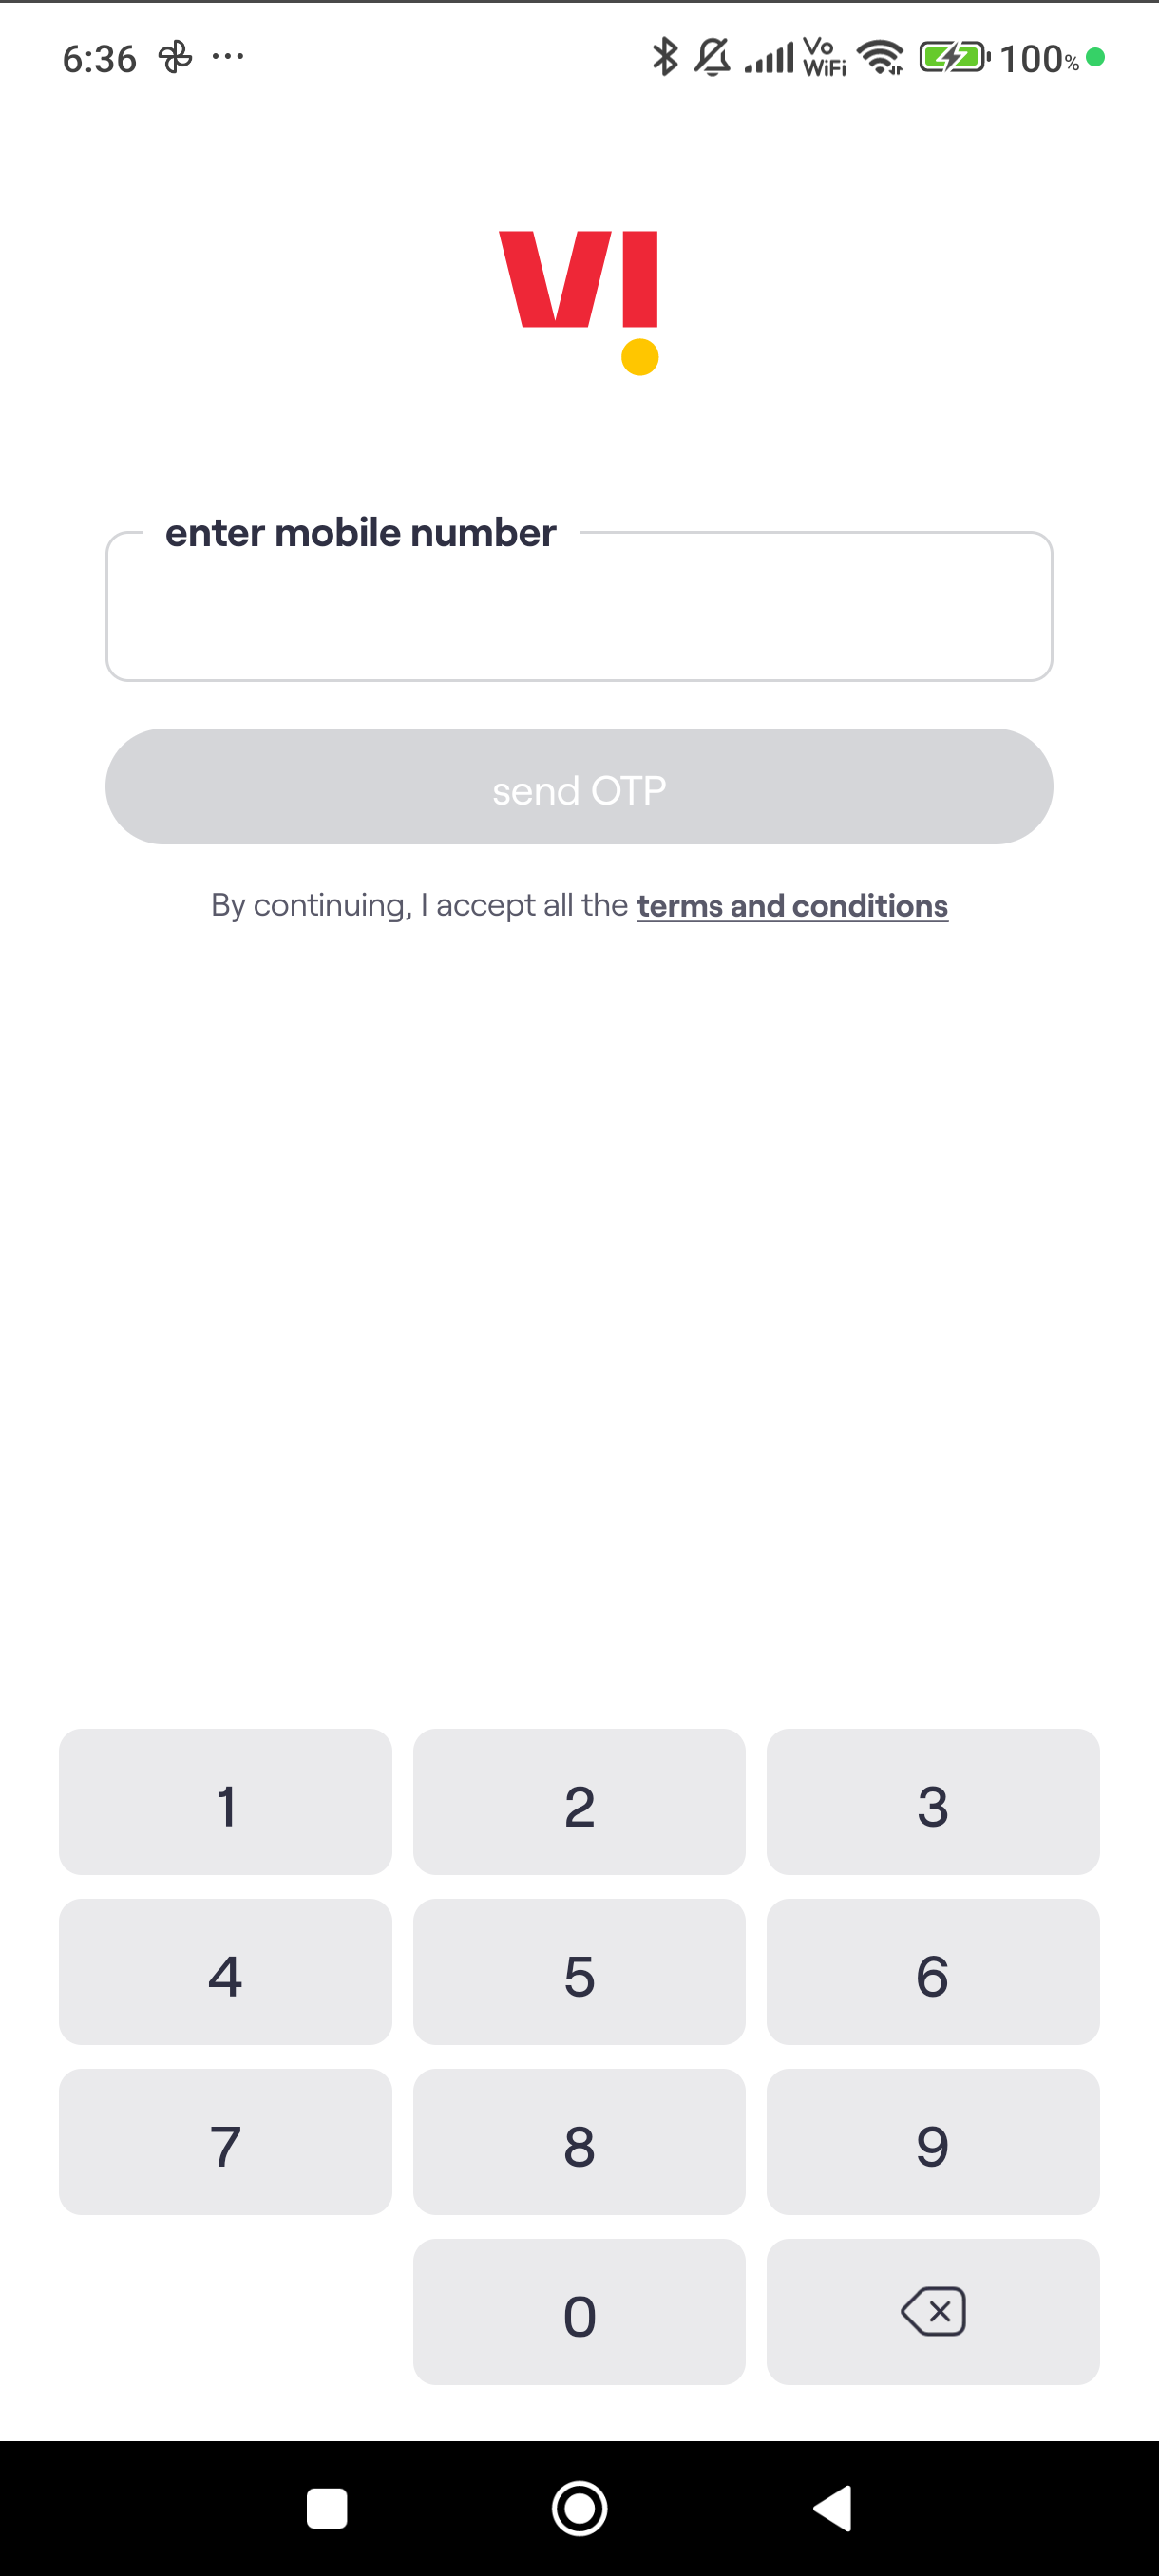 6:36 ... Vo WiFi 100%
VI
enter mobile number
send OTP
By continuing, I accept all the terms and conditions
1 2 3
4 5 6
7 8 9
0